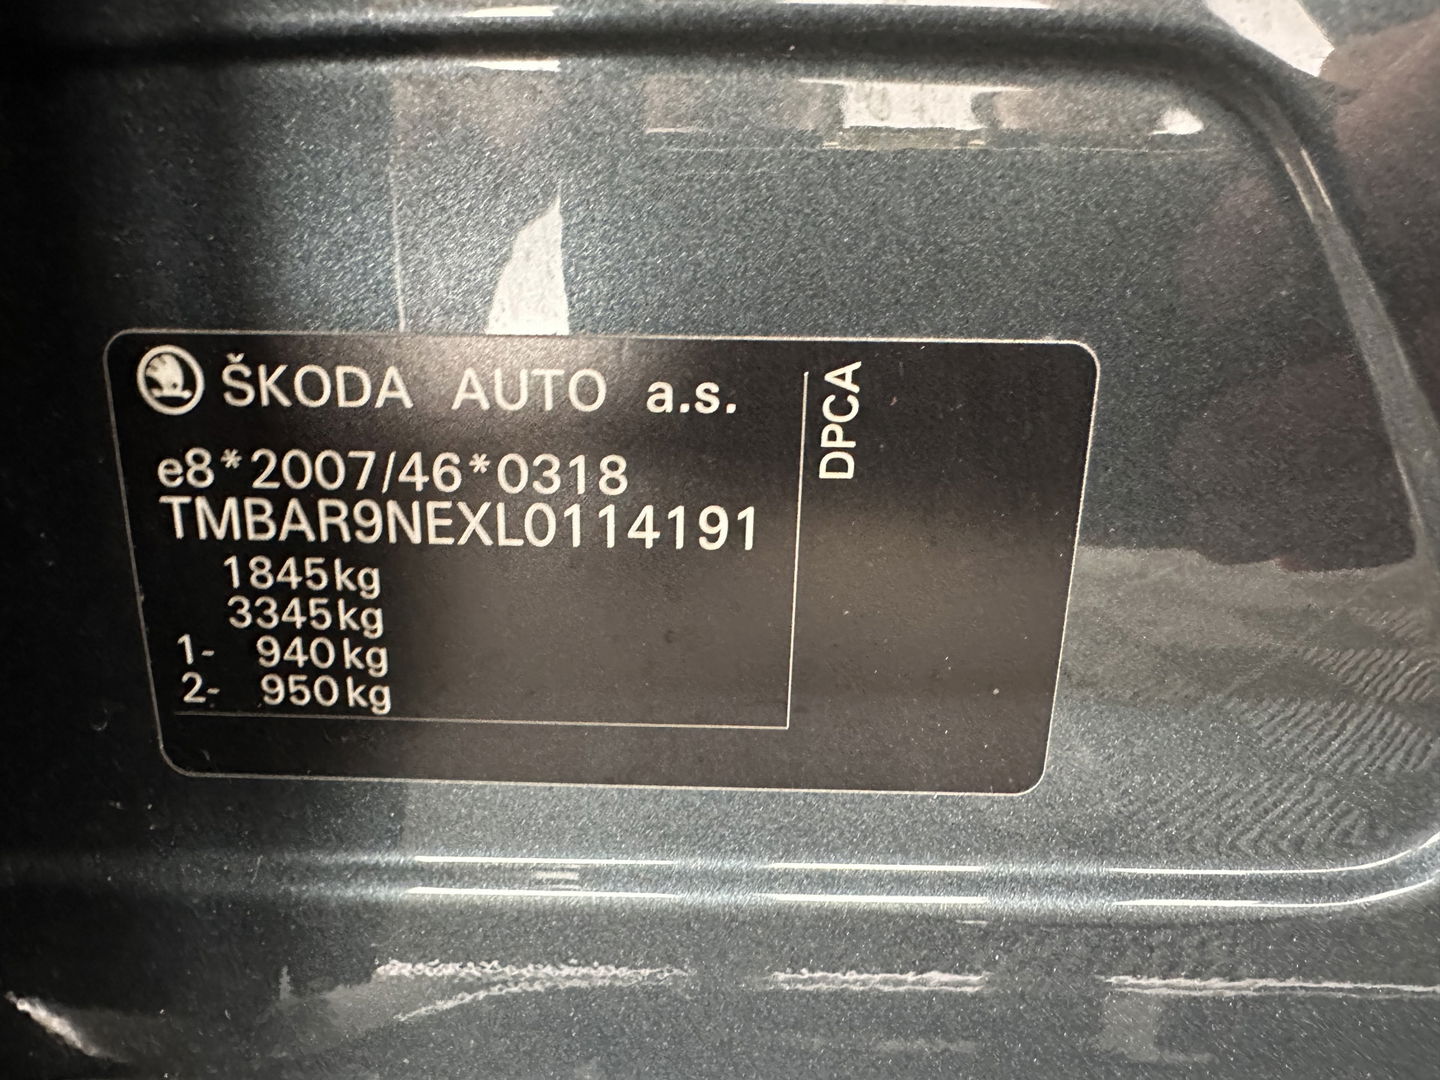 ŠKODA AUTO a.s.
e8*2007/46*0318
TMBAR9NEXL0114191
1845kg
3345kg
1- 940kg
2- 950kg
DPCA